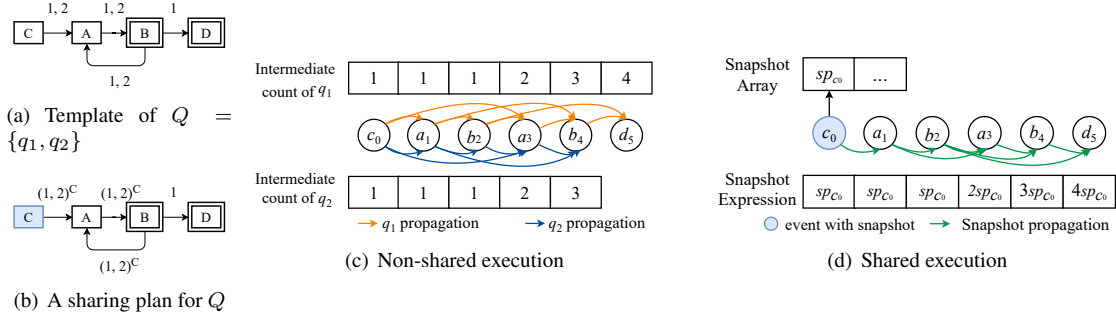 1, 2
1, 2
1
C
A
B
D
1, 2
(a) Template of Q =
{q1, q2}
(1, 2)C
(1, 2)C
1
C
A
B
D
(1, 2)C
(b) A sharing plan for Q
Intermediate
count of q1
1 1 1 2 3 4
c0 a1 b2 a3 b4 d5
Intermediate
count of q2
1 1 1 2 3
q1 propagation
q2 propagation
(c) Non-shared execution
Snapshot
Array
spc0 ...
c0 a1 b2 a3 b4 d5
Snapshot
Expression
spc0 spc0 spc0 2spc0 3spc0 4spc0
event with snapshot
Snapshot propagation
(d) Shared execution